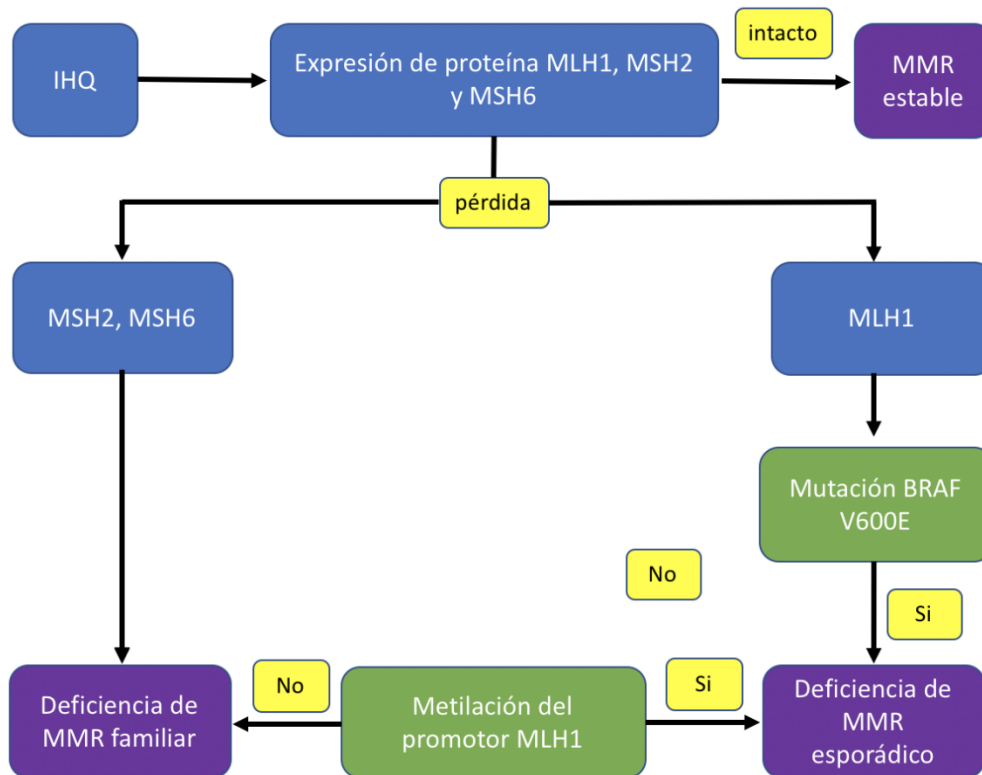 intacto
IHQ
Expresión de proteína MLH1, MSH2
y MSH6
MMR
estable
pérdida
MSH2, MSH6
MLH1
Mutación BRAF
V600E
No
Si
Deficiencia de
MMR familiar
No
Metilación del
promotor MLH1
Si
Deficiencia de
MMR
esporádico